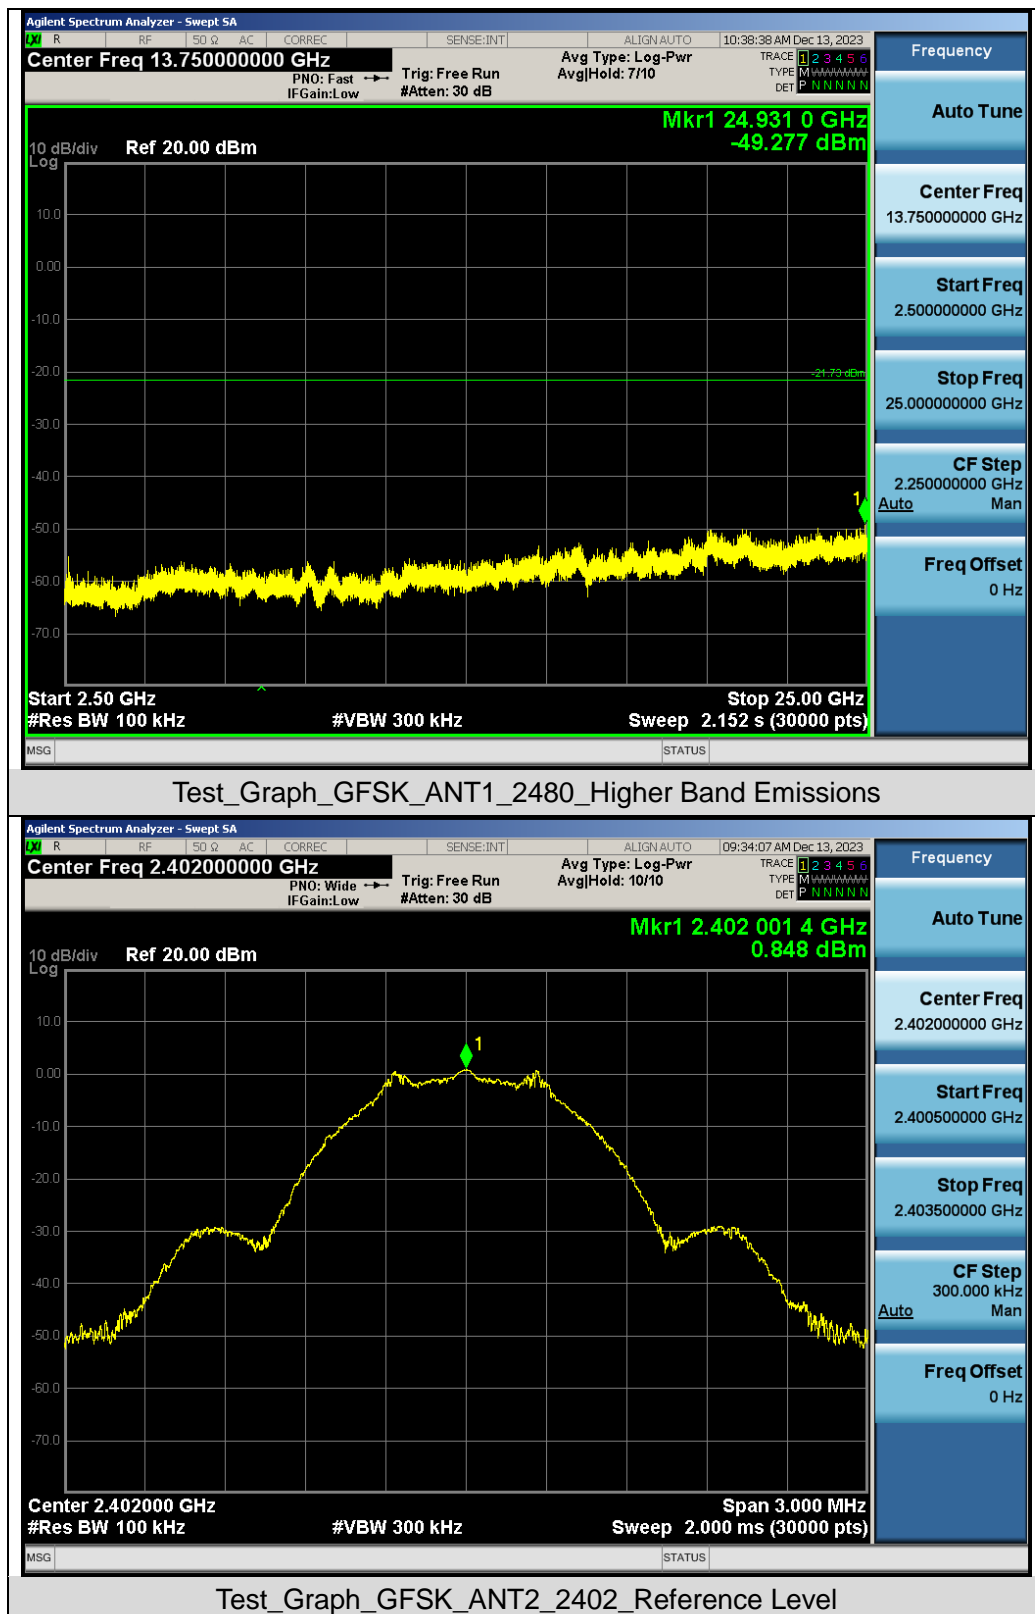 Agilent Spectrum Analyzer - Swept SA
LXI R RF 50 Ω AC CORREC SENSE:INT ALIGN AUTO 10:38:38 AM Dec 13, 2023
Center Freq 13.750000000 GHz
PNO: Fast
IFGain:Low
Trig: Free Run
#Atten: 30 dB
Avg Type: Log-Pwr
Avg|Hold: 7/10
TRACE 1 2 3 4 5 6
TYPE M
DET P N N N N N
Mkr1 24.931 0 GHz
-49.277 dBm
10 dB/div Ref 20.00 dBm
Log
10.0
0.00
-10.0
-20.0
-21.73 dBm
-30.0
-40.0
1
-50.0
-60.0
-70.0
Start 2.50 GHz Stop 25.00 GHz
#Res BW 100 kHz #VBW 300 kHz Sweep 2.152 s (30000 pts)
MSG STATUS
Frequency
Auto Tune
Center Freq
13.750000000 GHz
Start Freq
2.500000000 GHz
Stop Freq
25.000000000 GHz
CF Step
2.250000000 GHz
Auto Man
Freq Offset
0 Hz
Test_Graph_GFSK_ANT1_2480_Higher Band Emissions
Agilent Spectrum Analyzer - Swept SA
LXI R RF 50 Ω AC CORREC SENSE:INT ALIGN AUTO 09:34:07 AM Dec 13, 2023
Center Freq 2.402000000 GHz
PNO: Wide
IFGain:Low
Trig: Free Run
#Atten: 30 dB
Avg Type: Log-Pwr
Avg|Hold: 10/10
TRACE 1 2 3 4 5 6
TYPE M
DET P N N N N N
Mkr1 2.402 001 4 GHz
0.848 dBm
10 dB/div Ref 20.00 dBm
Log
10.0
1
0.00
-10.0
-20.0
-30.0
-40.0
-50.0
-60.0
-70.0
Center 2.402000 GHz Span 3.000 MHz
#Res BW 100 kHz #VBW 300 kHz Sweep 2.000 ms (30000 pts)
MSG STATUS
Frequency
Auto Tune
Center Freq
2.402000000 GHz
Start Freq
2.400500000 GHz
Stop Freq
2.403500000 GHz
CF Step
300.000 kHz
Auto Man
Freq Offset
0 Hz
Test_Graph_GFSK_ANT2_2402_Reference Level